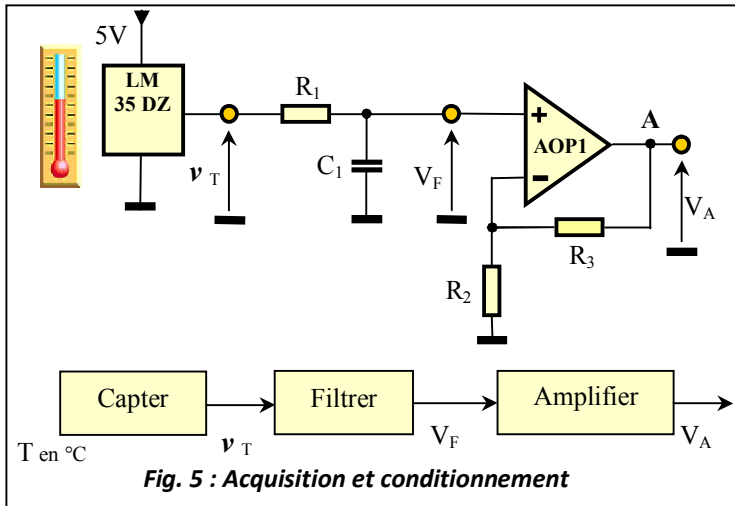 5V
LM
35 DZ
R1
A
+
AOP1
-
C1
v T
VF
VA
R3
R2
Capter
Filtrer
Amplifier
T en °C
v T
VF
VA
Fig. 5 : Acquisition et conditionnement